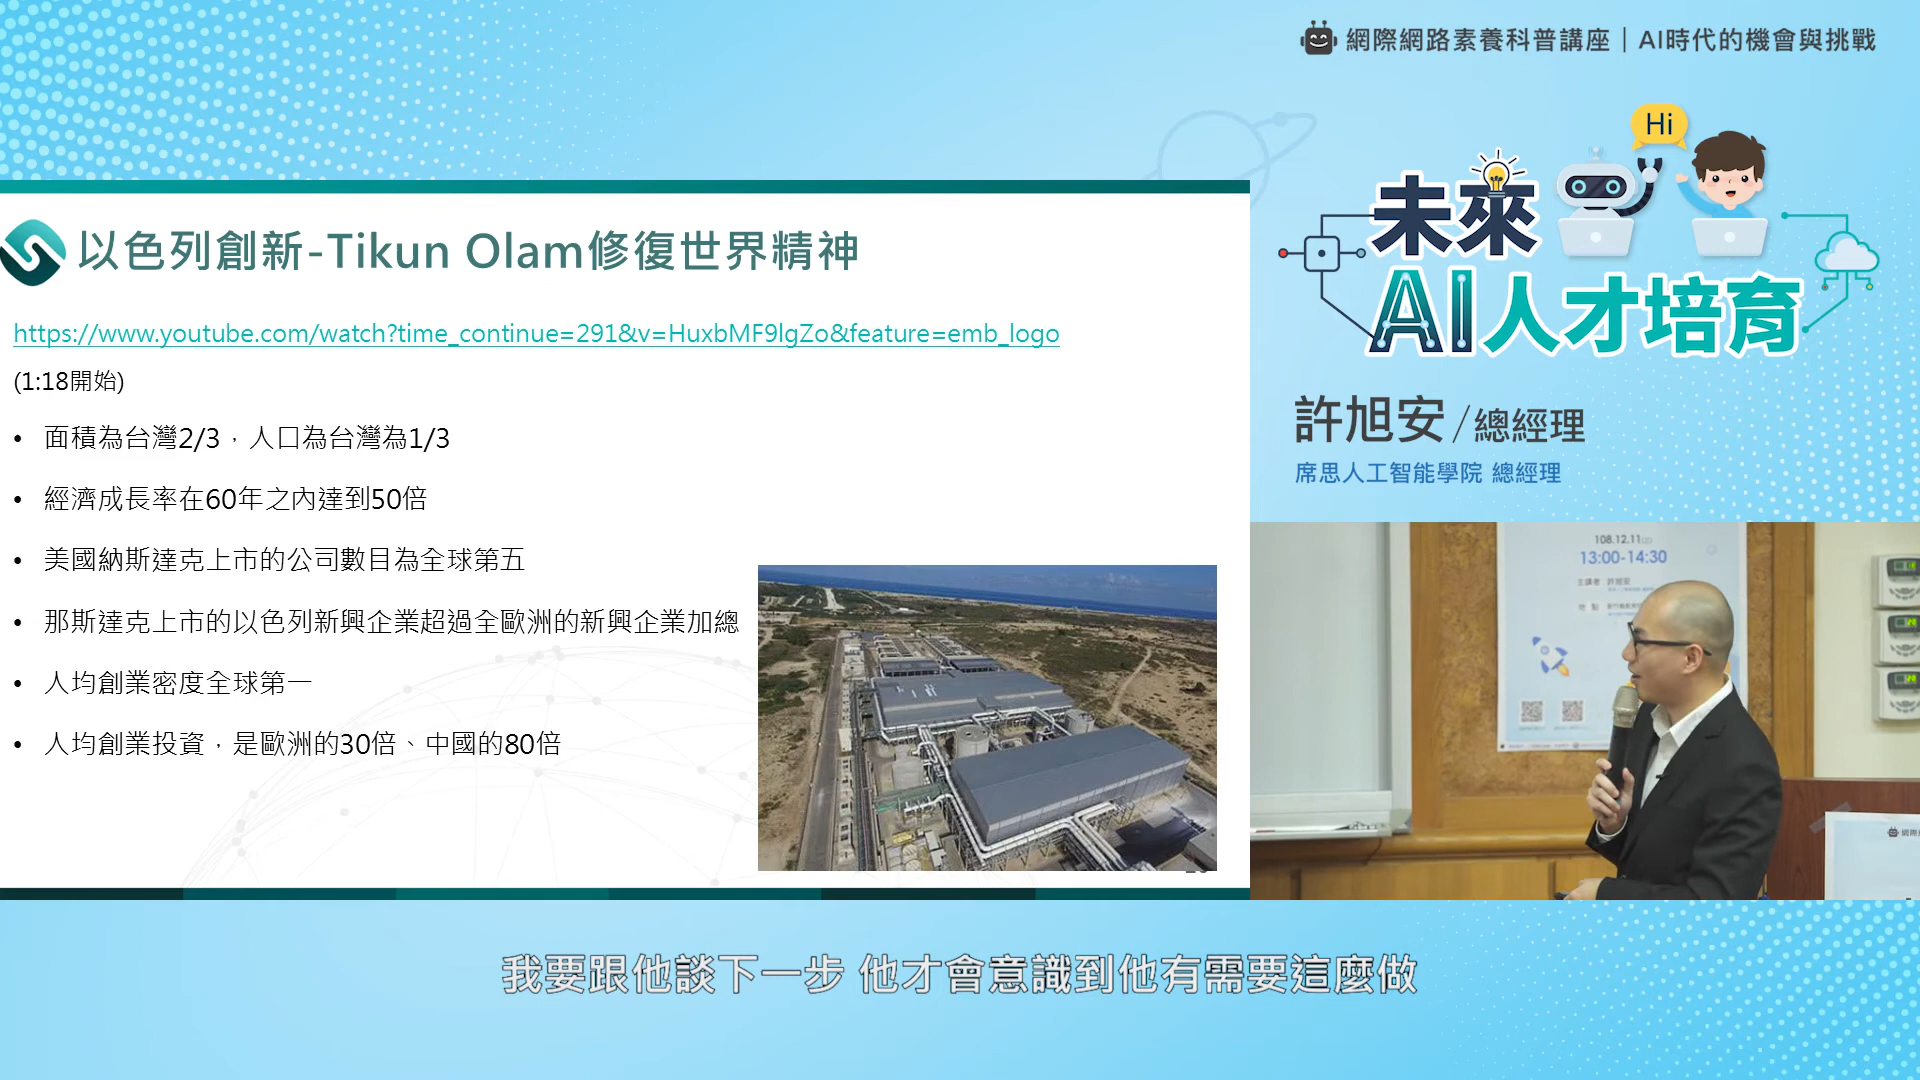 網際網路素養科普講座｜AI時代的機會與挑戰
Hi
未來
AI人才培育
許旭安/總經理
席思人工智能學院 總經理
以色列創新-Tikun Olam修復世界精神
https://www.youtube.com/watch?time_continue=291&v=HuxbMF9lgZo&feature=emb_logo
(1:18開始)
• 面積為台灣2/3，人口為台灣為1/3
• 經濟成長率在60年之內達到50倍
• 美國納斯達克上市的公司數目為全球第五
• 那斯達克上市的以色列新興企業超過全歐洲的新興企業加總
• 人均創業密度全球第一
• 人均創業投資，是歐洲的30倍、中國的80倍
108.12.11
13:00-14:30
主講者 許旭安
我要跟他談下一步 他才會意識到他有需要這麼做